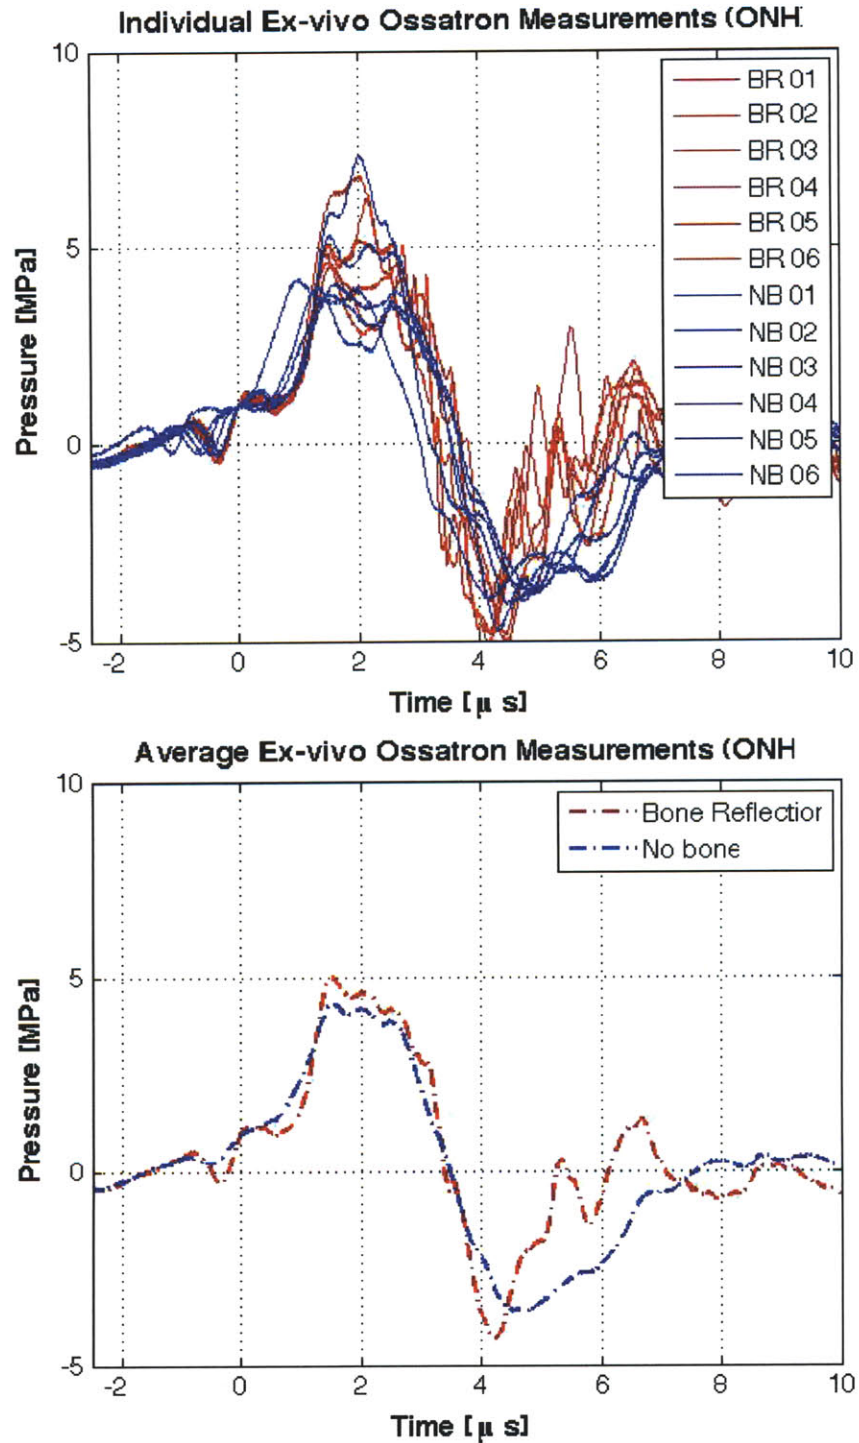 Individual Ex-vivo Ossatron Measurements (ONH
10
5
0
-5
Pressure [MPa]
BR 01
BR 02
BR 03
BR 04
BR 05
BR 06
NB 01
NB 02
NB 03
NB 04
NB 05
NB 06
-2
0
2
4
6
8
10
Time [μ s]
Average Ex-vivo Ossatron Measurements (ONH
10
5
0
-5
Pressure [MPa]
Bone Reflection
No bone
-2
0
2
4
6
8
10
Time [μ s]